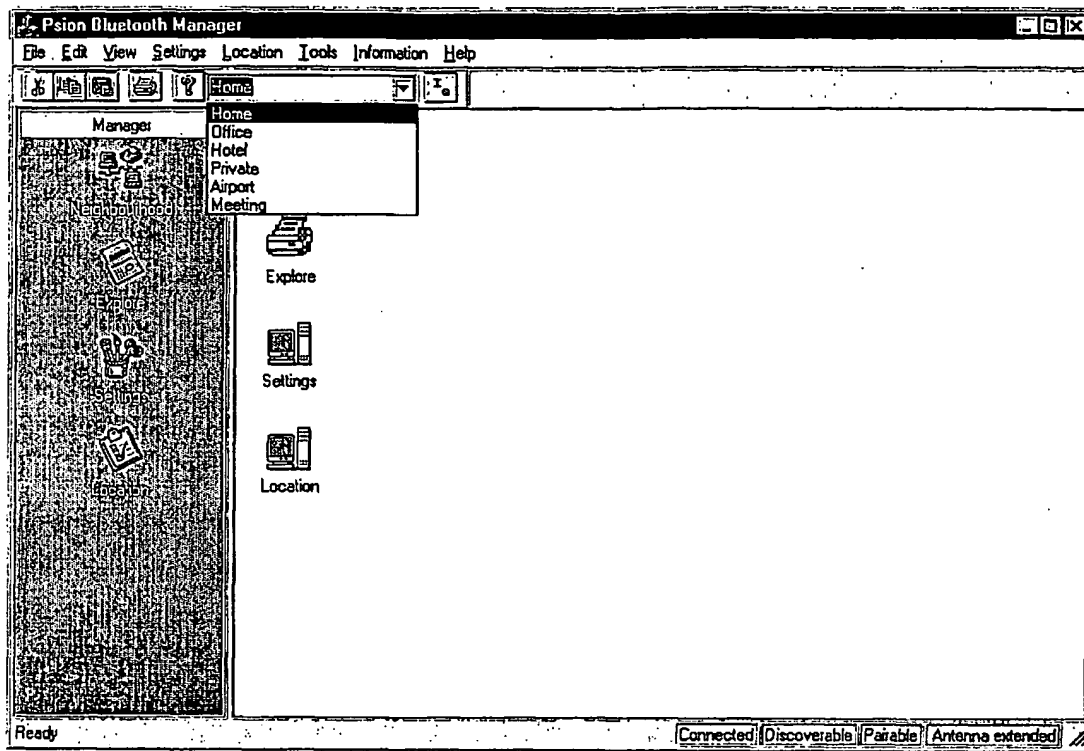 Psion Bluetooth Manager
File Edit View Settings Location Tools Information Help
Home
Home
Office
Hotel
Private
Airport
Meeting
Manager
Neighbourhood
Explore
Settings
Location
Explore
Settings
Location
Ready
Connected Discoverable Pairable Antenna extended